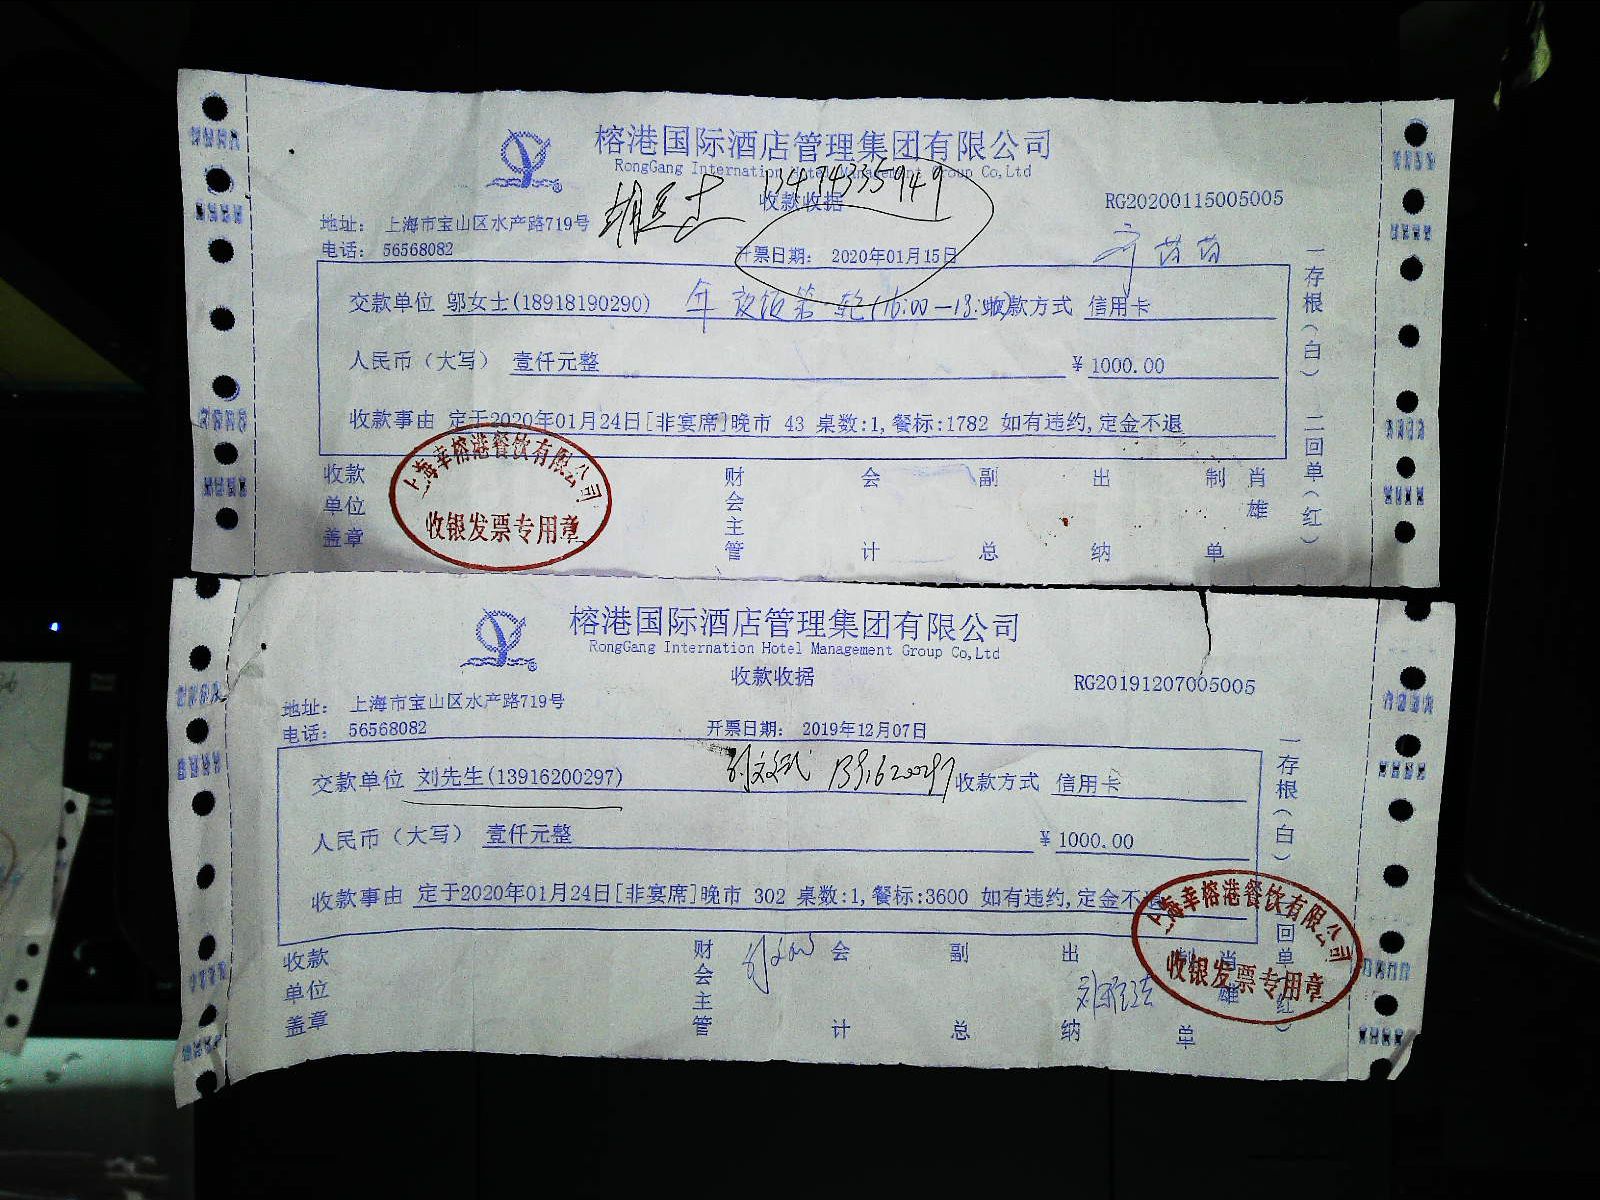 榕港国际酒店管理集团有限公司
RongGang Internation Hotel Management Group Co,Ltd
收款收据
RG20200115005005
地址： 上海市宝山区水产路719号
电话： 56568082
开票日期： 2020年01月15日
交款单位 邬女士(18918190290) 年夜饭第一轮(16:00-18:00)收款方式 信用卡
人民币（大写） 壹仟元整 ￥1000.00
收款事由 定于2020年01月24日[非宴席]晚市 43 桌数:1,餐标:1782 如有违约,定金不退
收款单位盖章 财会主管 会计 副总 出纳 制单 肖雄
一存根(白) 二回单(红)
上海幸榕港餐饮有限公司
收银发票专用章
榕港国际酒店管理集团有限公司
RongGang Internation Hotel Management Group Co,Ltd
收款收据
RG20191207005005
地址： 上海市宝山区水产路719号
电话： 56568082
开票日期： 2019年12月07日
交款单位 刘先生(13916200297) 13916200297 收款方式 信用卡
人民币（大写） 壹仟元整 ￥1000.00
收款事由 定于2020年01月24日[非宴席]晚市 302 桌数:1,餐标:3600 如有违约,定金不退
收款单位盖章 财会主管 会计 副总 出纳 制单 肖雄
一存根(白) 二回单(红)
上海幸榕港餐饮有限公司
收银发票专用章